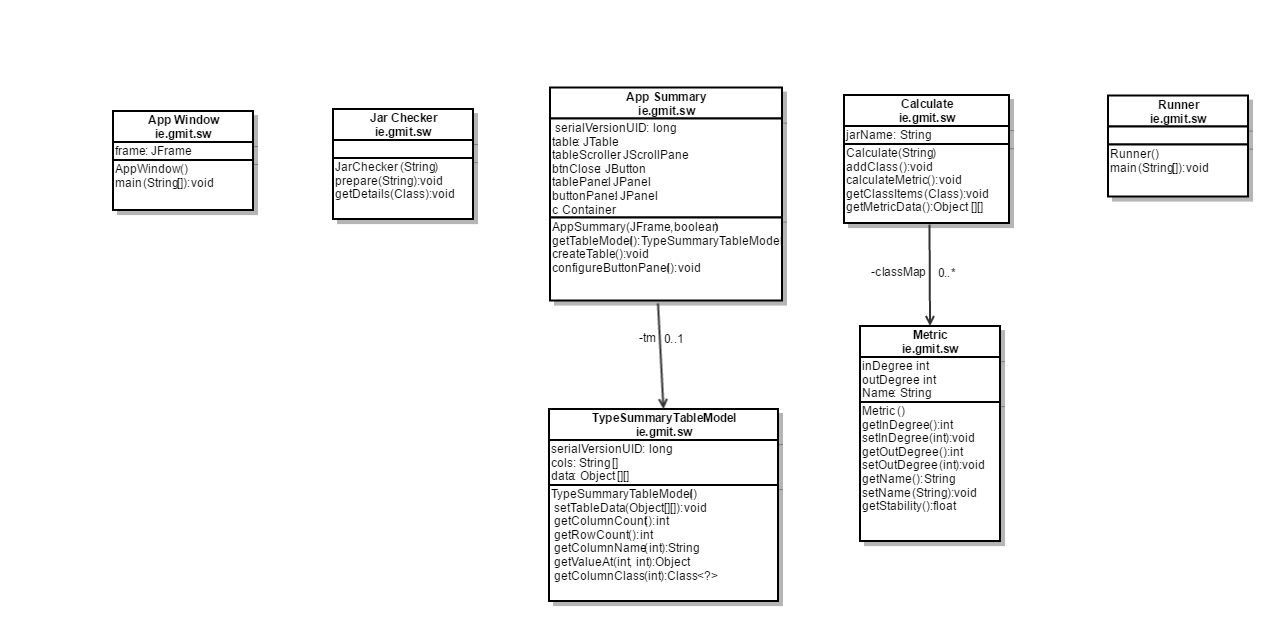 App Window
ie.gmit.sw
frame: JFrame
AppWindow()
main(String[]):void
Jar Checker
ie.gmit.sw
JarChecker(String)
prepare(String):void
getDetails(Class):void
App Summary
ie.gmit.sw
serialVersionUID: long
table: JTable
tableScroller JScrollPane
btnClose JButton
tablePanel JPanel
buttonPanel JPanel
c Container
AppSummary(JFrame,boolean)
getTableModel():TypeSummaryTableModel
createTable():void
configureButtonPanel():void
Calculate
ie.gmit.sw
jarName: String
Calculate(String)
addClass():void
calculateMetric():void
getClassItems(Class):void
getMetricData():Object[][]
Runner
ie.gmit.sw
Runner()
main(String[]):void
-classMap 0..*
-tm 0..1
Metric
ie.gmit.sw
inDegree int
outDegree int
Name: String
Metric()
getInDegree():int
setInDegree(int):void
getOutDegree():int
setOutDegree(int):void
getName():String
setName(String):void
getStability():float
TypeSummaryTableModel
ie.gmit.sw
serialVersionUID: long
cols: String[]
data: Object[][]
TypeSummaryTableModel()
setTableData(Object[][]):void
getColumnCount():int
getRowCount():int
getColumnName(int):String
getValueAt(int, int):Object
getColumnClass(int):Class<?>